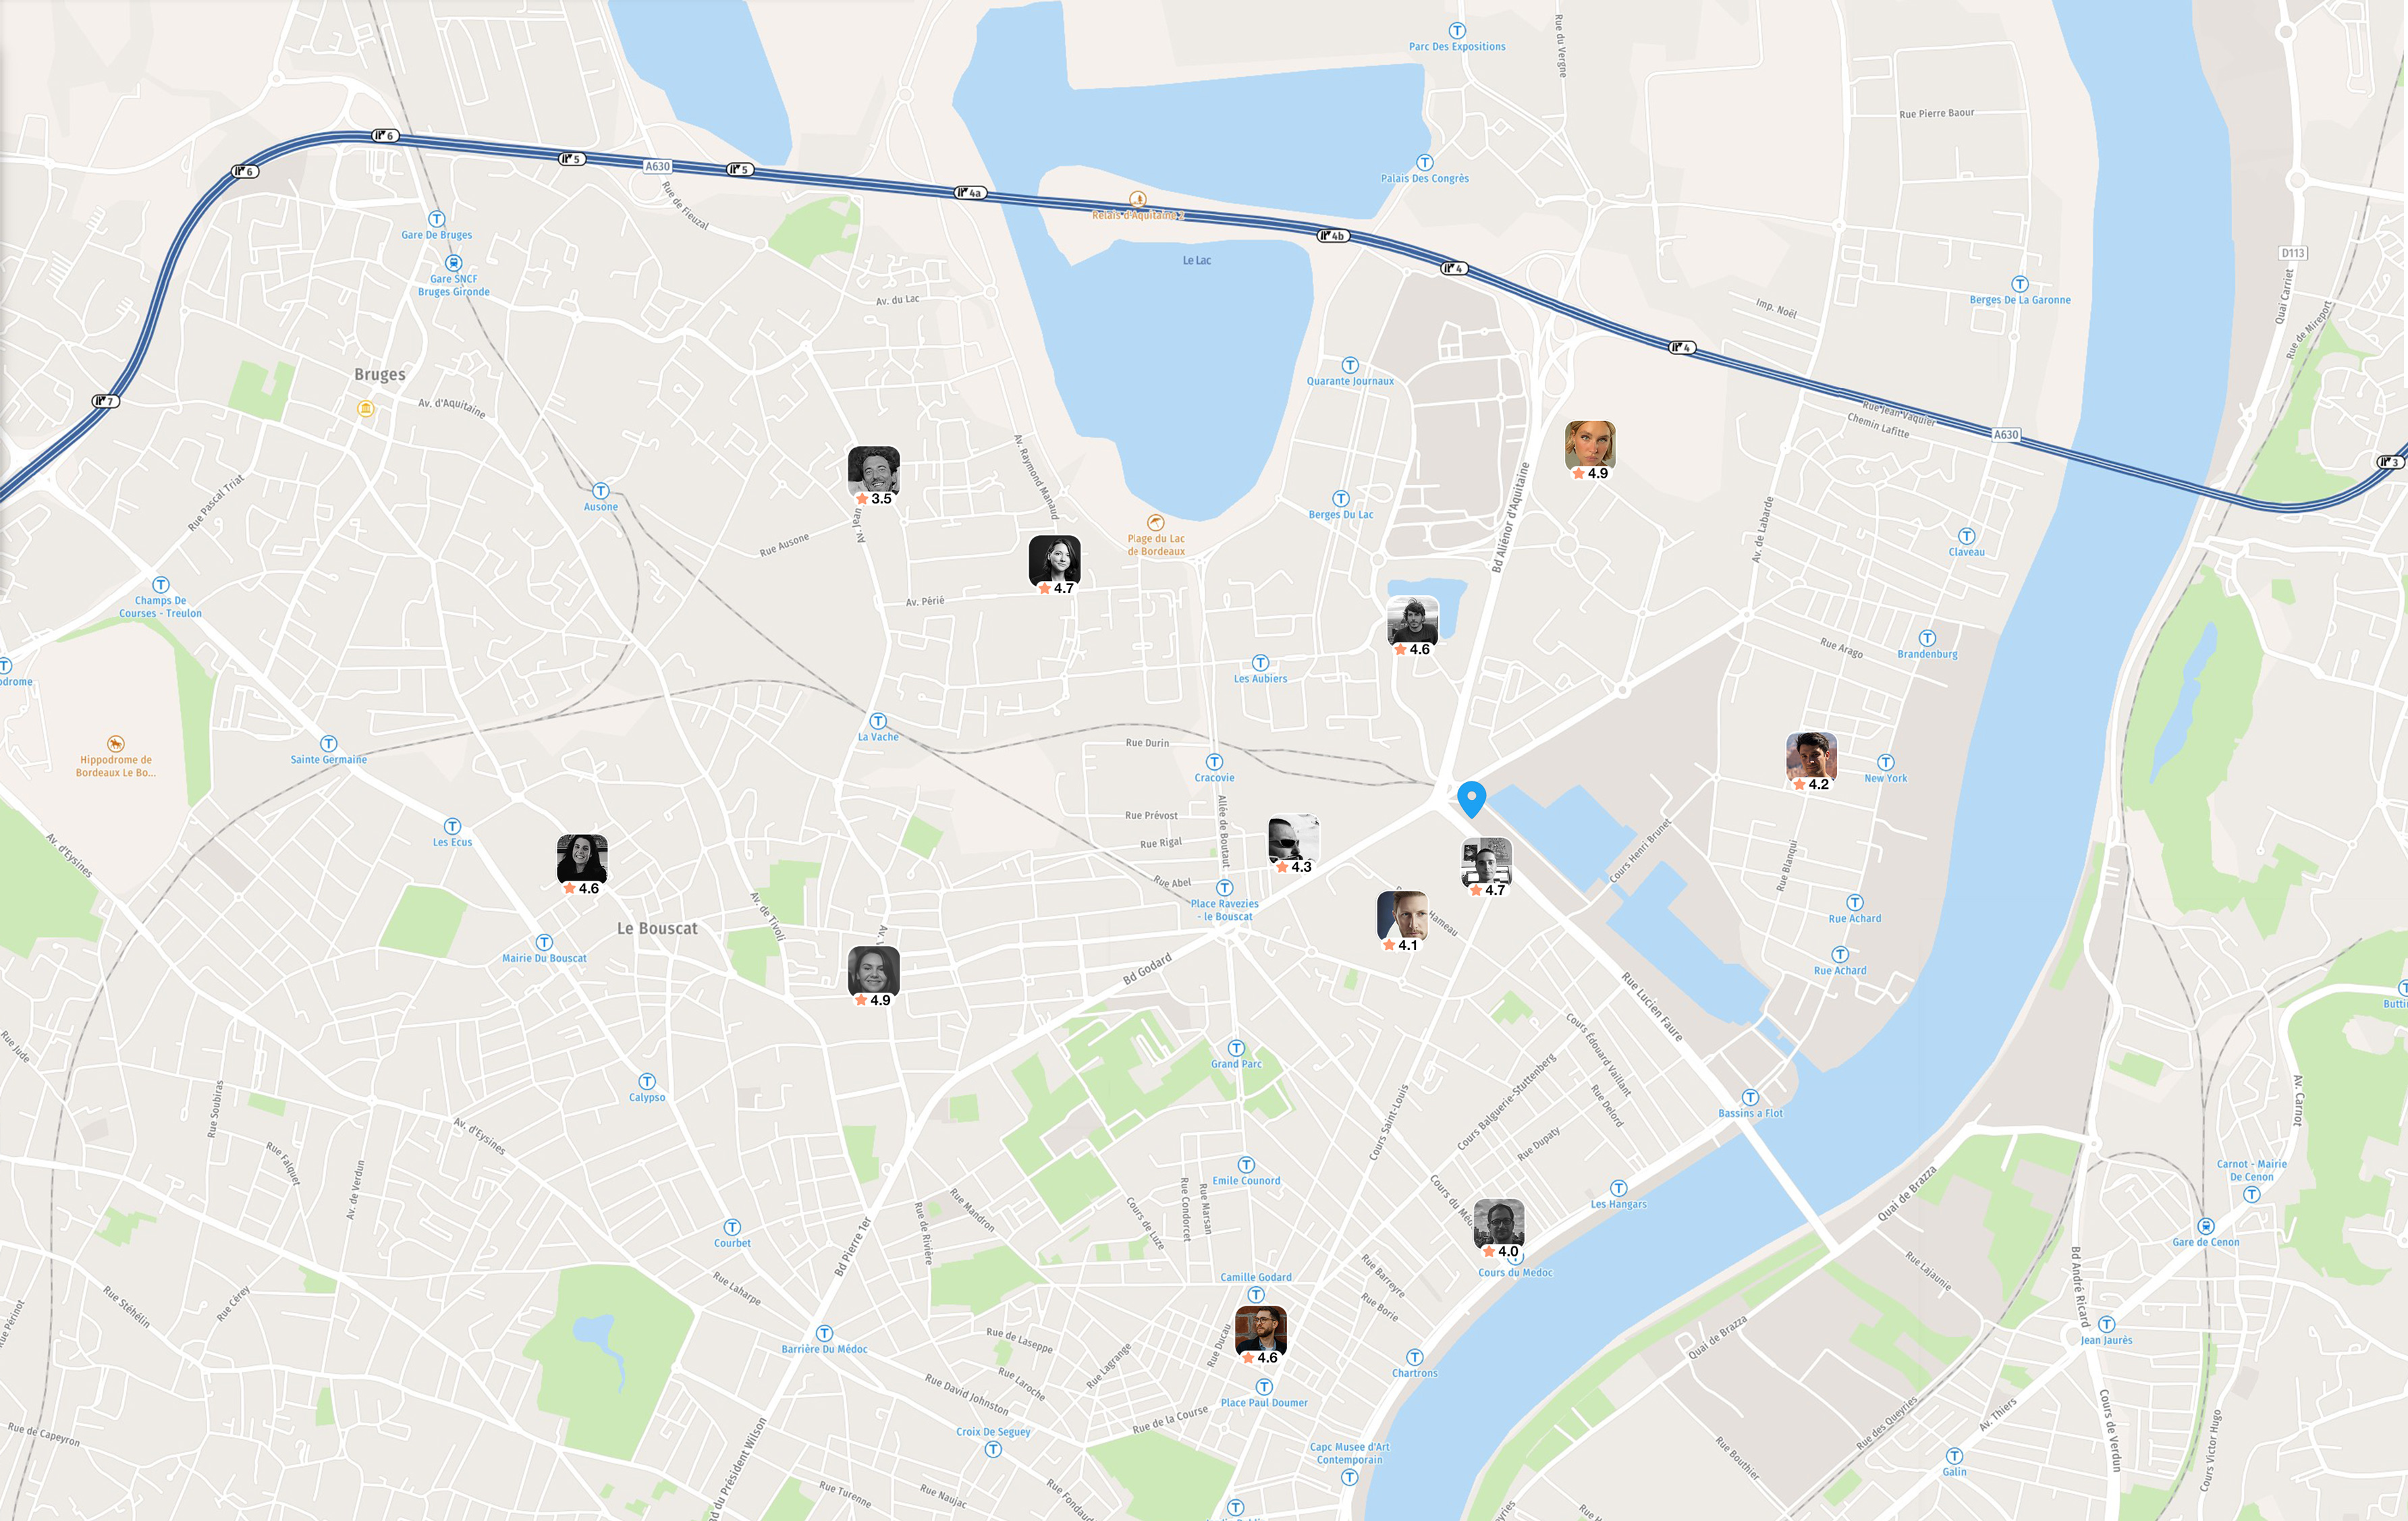 Parc Des Expositions
Rue du Vergne
Rue Pierre Baour
6
5
A630
5
6
4a
Palais Des Congrès
Rue de Fieuzal
Relais d'Aquitaine 2
Gare De Bruges
4b
D113
Le Lac
4
Gare SNCF
Bruges Gironde
Av. du Lac
Berges De La Garonne
Quai Carriet
Imp. Noël
Rue de Mireport
4
Bruges
Quarante Journaux
7
Av. d'Aquitaine
Rue Jean Vaquier
Chemin Lafitte
A630
3
4.9
Av. Raymond Manaud
Rue Pascal Triat
Ausone
3.5
Av. Jean
Berges Du Lac
Bd Aliénor d'Aquitaine
Av. de Labarde
Plage du Lac
de Bordeaux
Rue Ausone
Claveau
4.7
Champs De
Courses - Treulon
Av. Périé
4.6
Rue Arago
Brandenburg
odrome
Les Aubiers
La Vache
Rue Durin
Sainte Germaine
Hippodrome de
Bordeaux Le Bo...
Cracovie
New York
4.2
Rue Prévost
Allée de Boutaut
Rue Rigal
Les Ecus
Av. d'Eysines
Cours Henri Brunet
Rue Blanqui
4.3
4.6
Rue Abel
4.7
Place Ravezies
- le Bouscat
Rue Achard
Le Bouscat
Av. de Tivoli
Av.
Hameau
4.1
Mairie Du Bouscat
Bd Godard
Rue Achard
4.9
Rue Lucien Faure
Butti
Rue Jude
Grand Parc
Cours Édouard Vaillant
Calypso
Rue Soubiras
Cours Balguerie-Stuttenberg
Rue Delord
Bassins a Flot
Av. Carnot
Av. d'Eysines
Cours Saint-Louis
Rue Dupaty
Rue Falquet
Emile Counord
Av. de Verdun
Carnot - Mairie
De Cenon
Rue Mandron
Rue Condorcet
Rue Marsan
Cours de Luze
Cours du Méd
Les Hangars
Quai de Brazza
Courbet
Rue de Rivière
Bd Pierre 1er
Gare de Cenon
4.0
Cours du Medoc
Rue Lajaunie
Camille Godard
Rue Barreyre
Rue Laharpe
Rue Borie
Rue Cérey
Rue Stéhélin
Bd André Ricard
Rue Périnot
Barrière Du Médoc
Rue de Laseppe
Rue Ducau
4.6
Quai de Brazza
Jean Jaurès
Rue Lagrange
Chartrons
Rue Laroche
Rue David Johnston
Place Paul Doumer
Rue de la Course
Av. Thiers
Rue des Queyries
Cours de Verdun
Cours Victor Hugo
Rue de Capeyron
Croix De Seguey
Capc Musee d'Art
Contemporain
Rue Bouthier
Galin
Bd du Président Wilson
Rue Turenne
Rue Naujac
Rue Fondaud